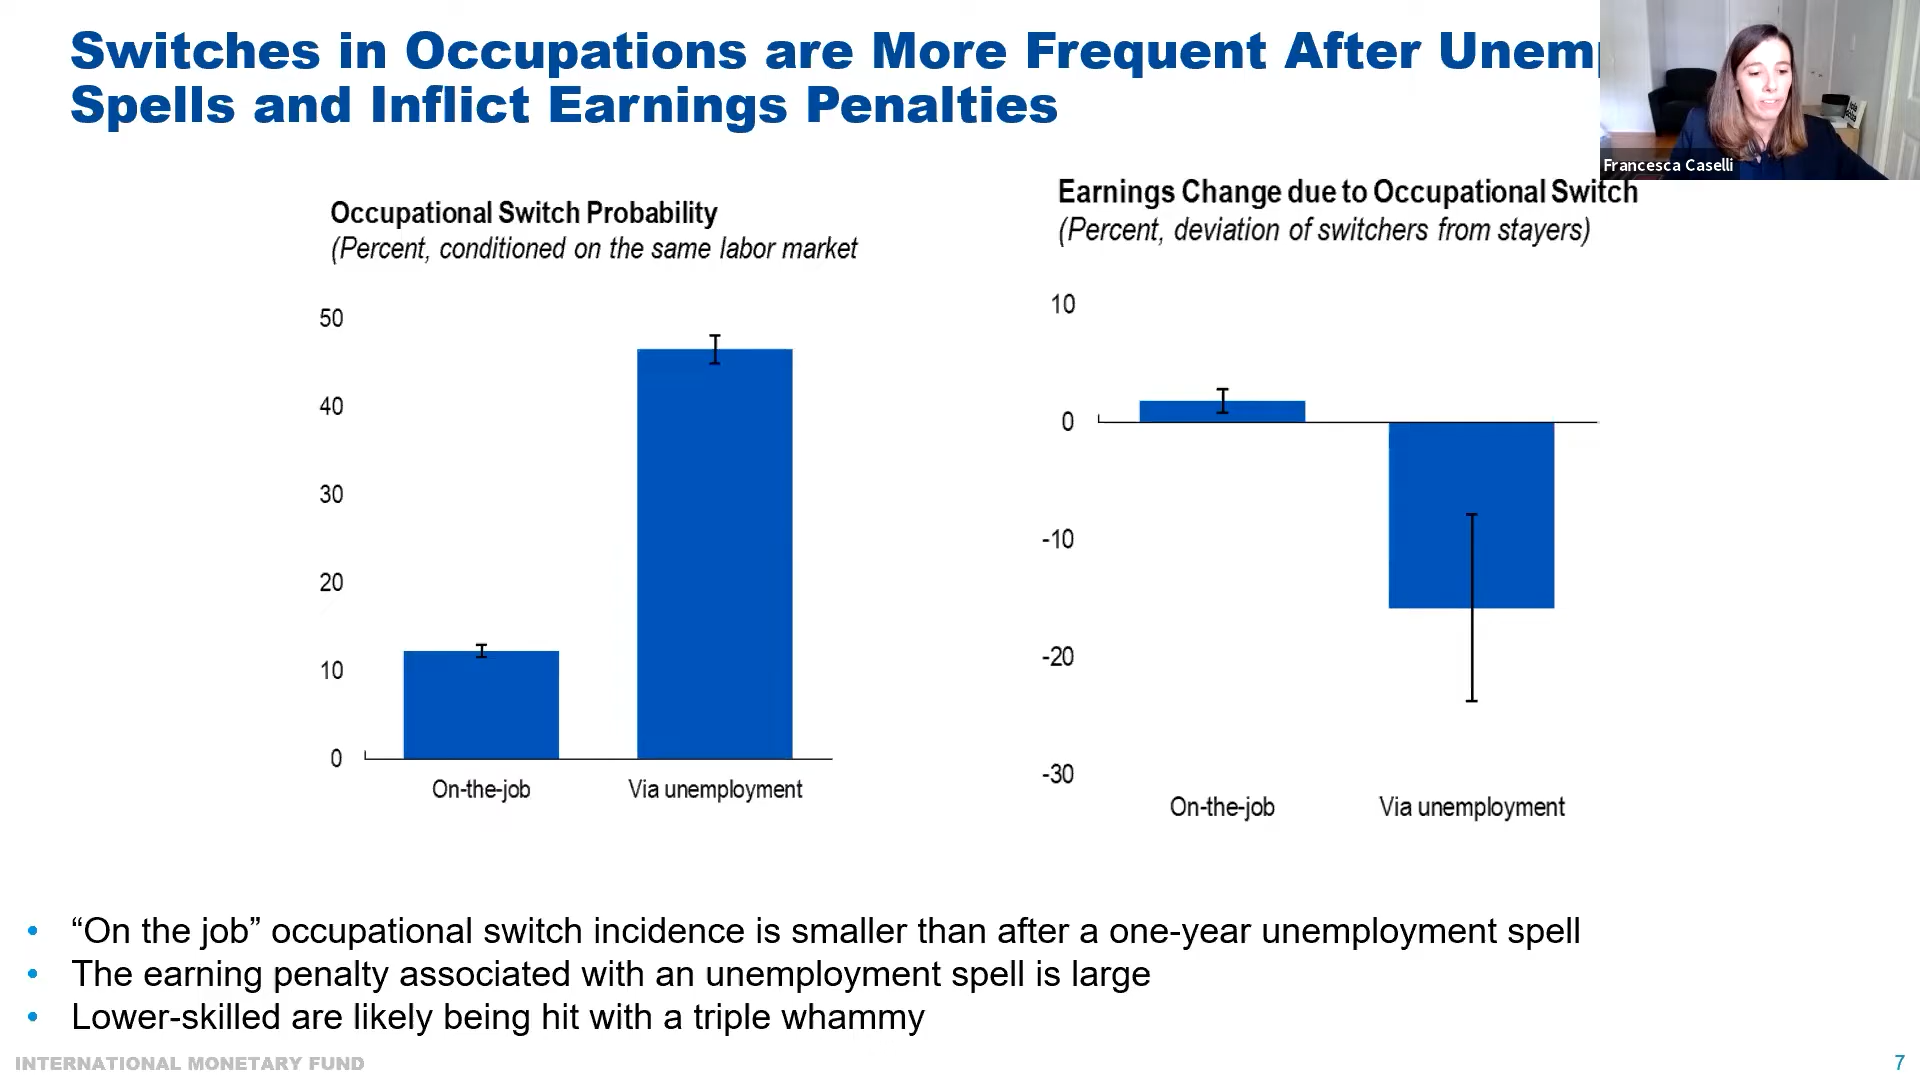 Switches in Occupations are More Frequent After Unem
Spells and Inflict Earnings Penalties
Francesca Caselli
Occupational Switch Probability
(Percent, conditioned on the same labor market
50
40
30
20
10
0
On-the-job
Via unemployment
Earnings Change due to Occupational Switch
(Percent, deviation of switchers from stayers)
10
0
-10
-20
-30
On-the-job
Via unemployment
• “On the job” occupational switch incidence is smaller than after a one-year unemployment spell
• The earning penalty associated with an unemployment spell is large
• Lower-skilled are likely being hit with a triple whammy
INTERNATIONAL MONETARY FUND
7